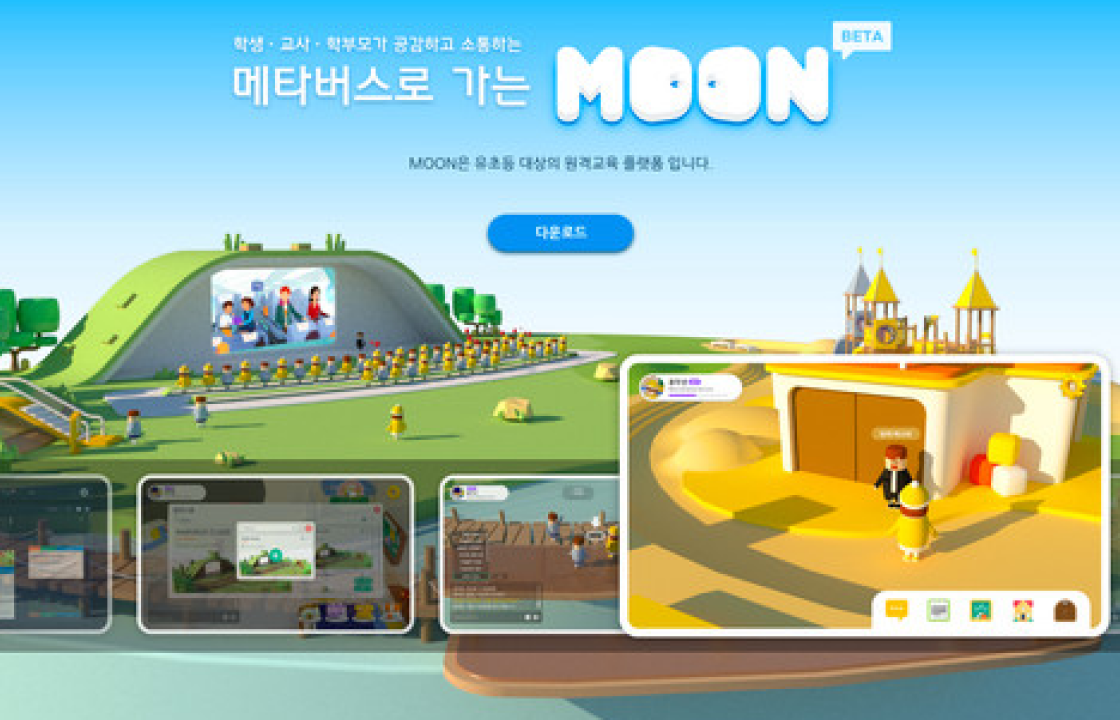 학생 · 교사 · 학부모가 공감하고 소통하는
메타버스로 가는
MOON
BETA
MOON은 유초등 대상의 원격교육 플랫폼 입니다.
다운로드